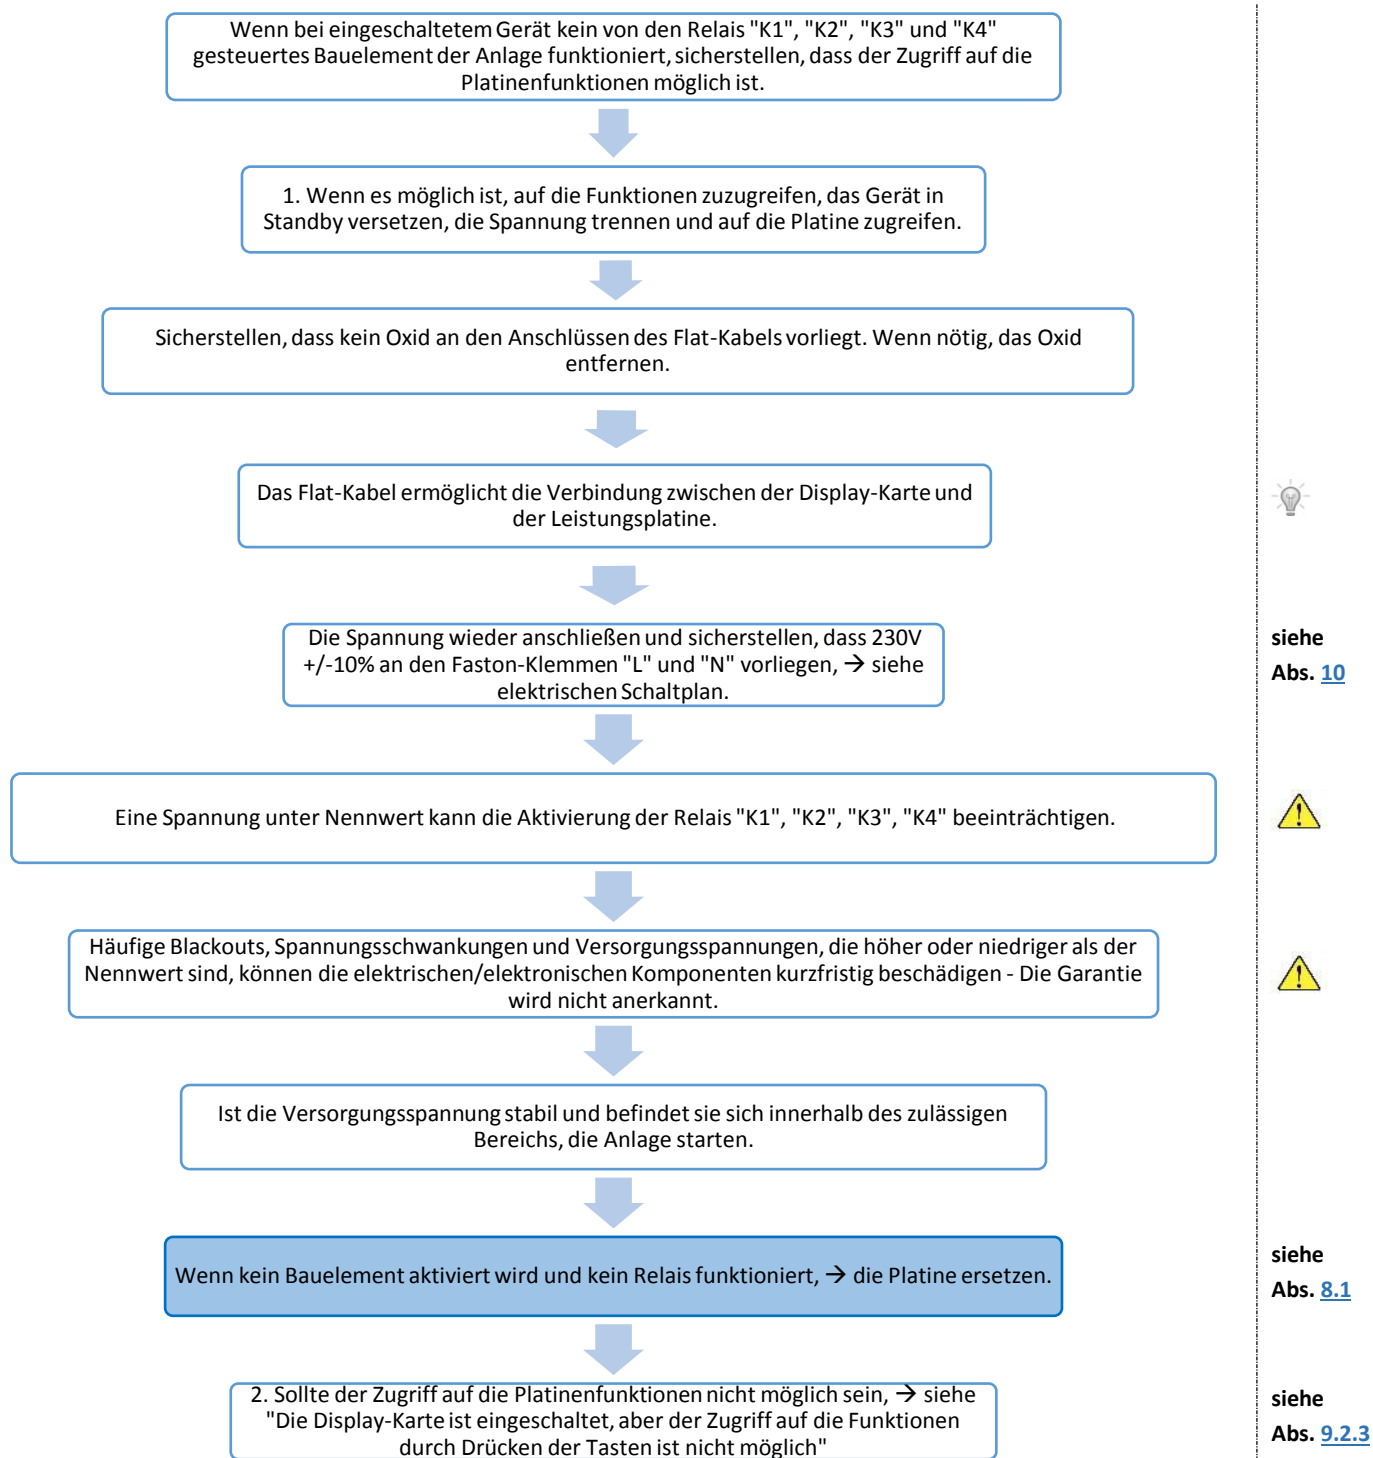 Wenn bei eingeschaltetem Gerät kein von den Relais "K1", "K2", "K3" und "K4"
gesteuertes Bauelement der Anlage funktioniert, sicherstellen, dass der Zugriff auf die
Platinenfunktionen möglich ist.
1. Wenn es möglich ist, auf die Funktionen zuzugreifen, das Gerät in
Standby versetzen, die Spannung trennen und auf die Platine zugreifen.
Sicherstellen, dass kein Oxid an den Anschlüssen des Flat-Kabels vorliegt. Wenn nötig, das Oxid
entfernen.
Das Flat-Kabel ermöglicht die Verbindung zwischen der Display-Karte und
der Leistungsplatine.
Die Spannung wieder anschließen und sicherstellen, dass 230V
+/-10% an den Faston-Klemmen "L" und "N" vorliegen, → siehe
elektrischen Schaltplan.
siehe
Abs. 10
Eine Spannung unter Nennwert kann die Aktivierung der Relais "K1", "K2", "K3", "K4" beeinträchtigen.
Häufige Blackouts, Spannungsschwankungen und Versorgungsspannungen, die höher oder niedriger als der
Nennwert sind, können die elektrischen/elektronischen Komponenten kurzfristig beschädigen - Die Garantie
wird nicht anerkannt.
Ist die Versorgungsspannung stabil und befindet sie sich innerhalb des zulässigen
Bereichs, die Anlage starten.
Wenn kein Bauelement aktiviert wird und kein Relais funktioniert, → die Platine ersetzen.
siehe
Abs. 8.1
2. Sollte der Zugriff auf die Platinenfunktionen nicht möglich sein, → siehe
"Die Display-Karte ist eingeschaltet, aber der Zugriff auf die Funktionen
durch Drücken der Tasten ist nicht möglich"
siehe
Abs. 9.2.3